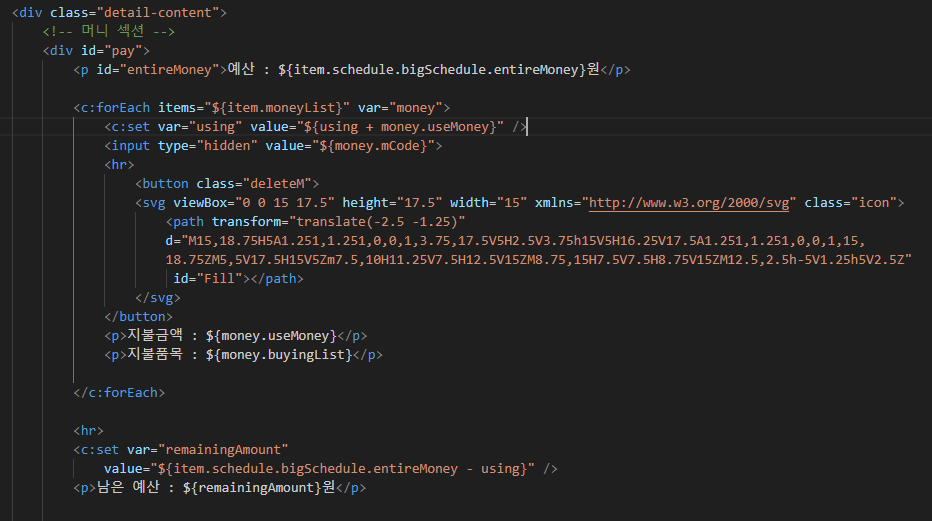 <div class="detail-content">
<!-- 머니 섹션 -->
<div id="pay">
<p id="entireMoney">예산 : ${item.schedule.bigSchedule.entireMoney}원</p>
<c:forEach items="${item.moneyList}" var="money">
<c:set var="using" value="${using + money.useMoney}" />
<input type="hidden" value="${money.mCode}">
<hr>
<button class="deleteM">
<svg viewBox="0 0 15 17.5" height="17.5" width="15" xmlns="http://www.w3.org/2000/svg" class="icon">
<path transform="translate(-2.5 -1.25)"
d="M15,18.75H5A1.251,1.251,0,0,1,3.75,17.5V5H2.5V3.75h15V5H16.25V17.5A1.251,1.251,0,0,1,15,
18.75ZM5,5V17.5H15V5Zm7.5,10H11.25V7.5H12.5V15ZM8.75,15H7.5V7.5H8.75V15ZM12.5,2.5h-5V1.25h5V2.5Z"
id="Fill"></path>
</svg>
</button>
<p>지불금액 : ${money.useMoney}</p>
<p>지불품목 : ${money.buyingList}</p>
</c:forEach>
<hr>
<c:set var="remainingAmount"
value="${item.schedule.bigSchedule.entireMoney - using}" />
<p>남은 예산 : ${remainingAmount}원</p>